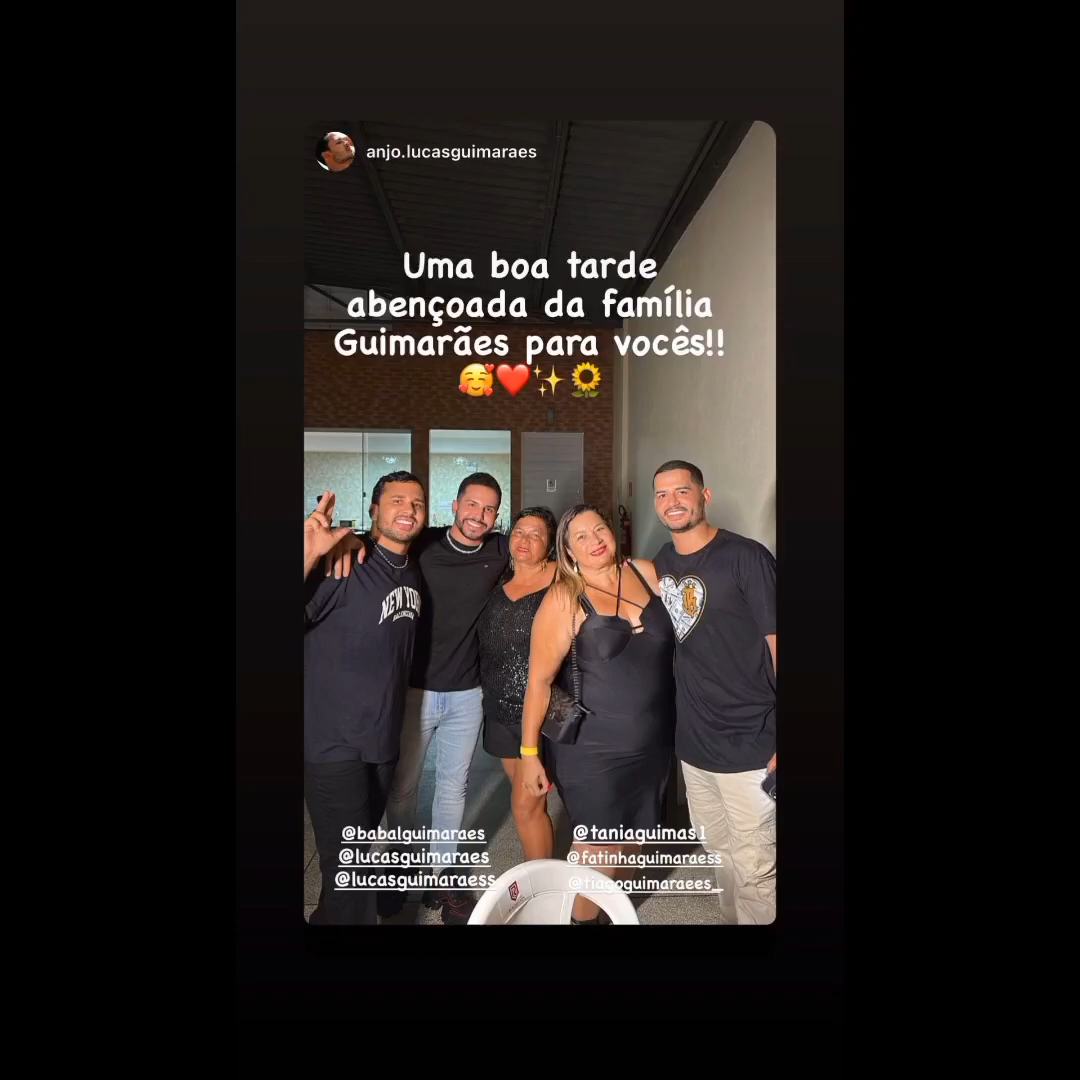 anjo.lucasguimaraes
Uma boa tarde
abençoada da família
Guimarães para vocês!!
🥰❤️✨🌻
NEW YORK
@babalguimaraes
@lucasguimaraes
@lucasguimaraess
@taniaguimas1
@fatinhaguimaraess
@tiagoguimaraees_